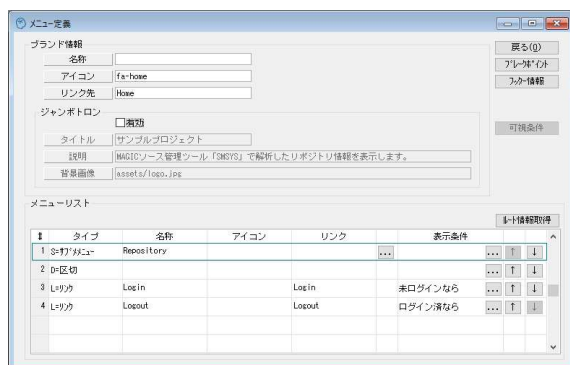 メニュー定義
ブランド情報
名称
アイコン fa-home
リンク先 Home
ジャンボトロン
有効
タイトル サンプルプロジェクト
説明 MAGICソース管理ツール「SMSYS」で解析したリポジトリ情報を表示します。
背景画像 assets/logo.jpg
戻る(0)
ﾌﾞﾚｰｸﾎﾟｲﾝﾄ
ﾌｯﾀｰ情報
可視条件
メニューリスト
ﾙｰﾄ情報取得
# タイプ 名称 アイコン リンク 表示条件
1 S=ｻﾌﾞﾒﾆｭｰ Repository ... ... ↑ ↓
2 D=区切 ... ↑ ↓
3 L=ﾘﾝｸ Login Login 未ログインなら ... ↑ ↓
4 L=ﾘﾝｸ Logout Logout ログイン済なら ... ↑ ↓